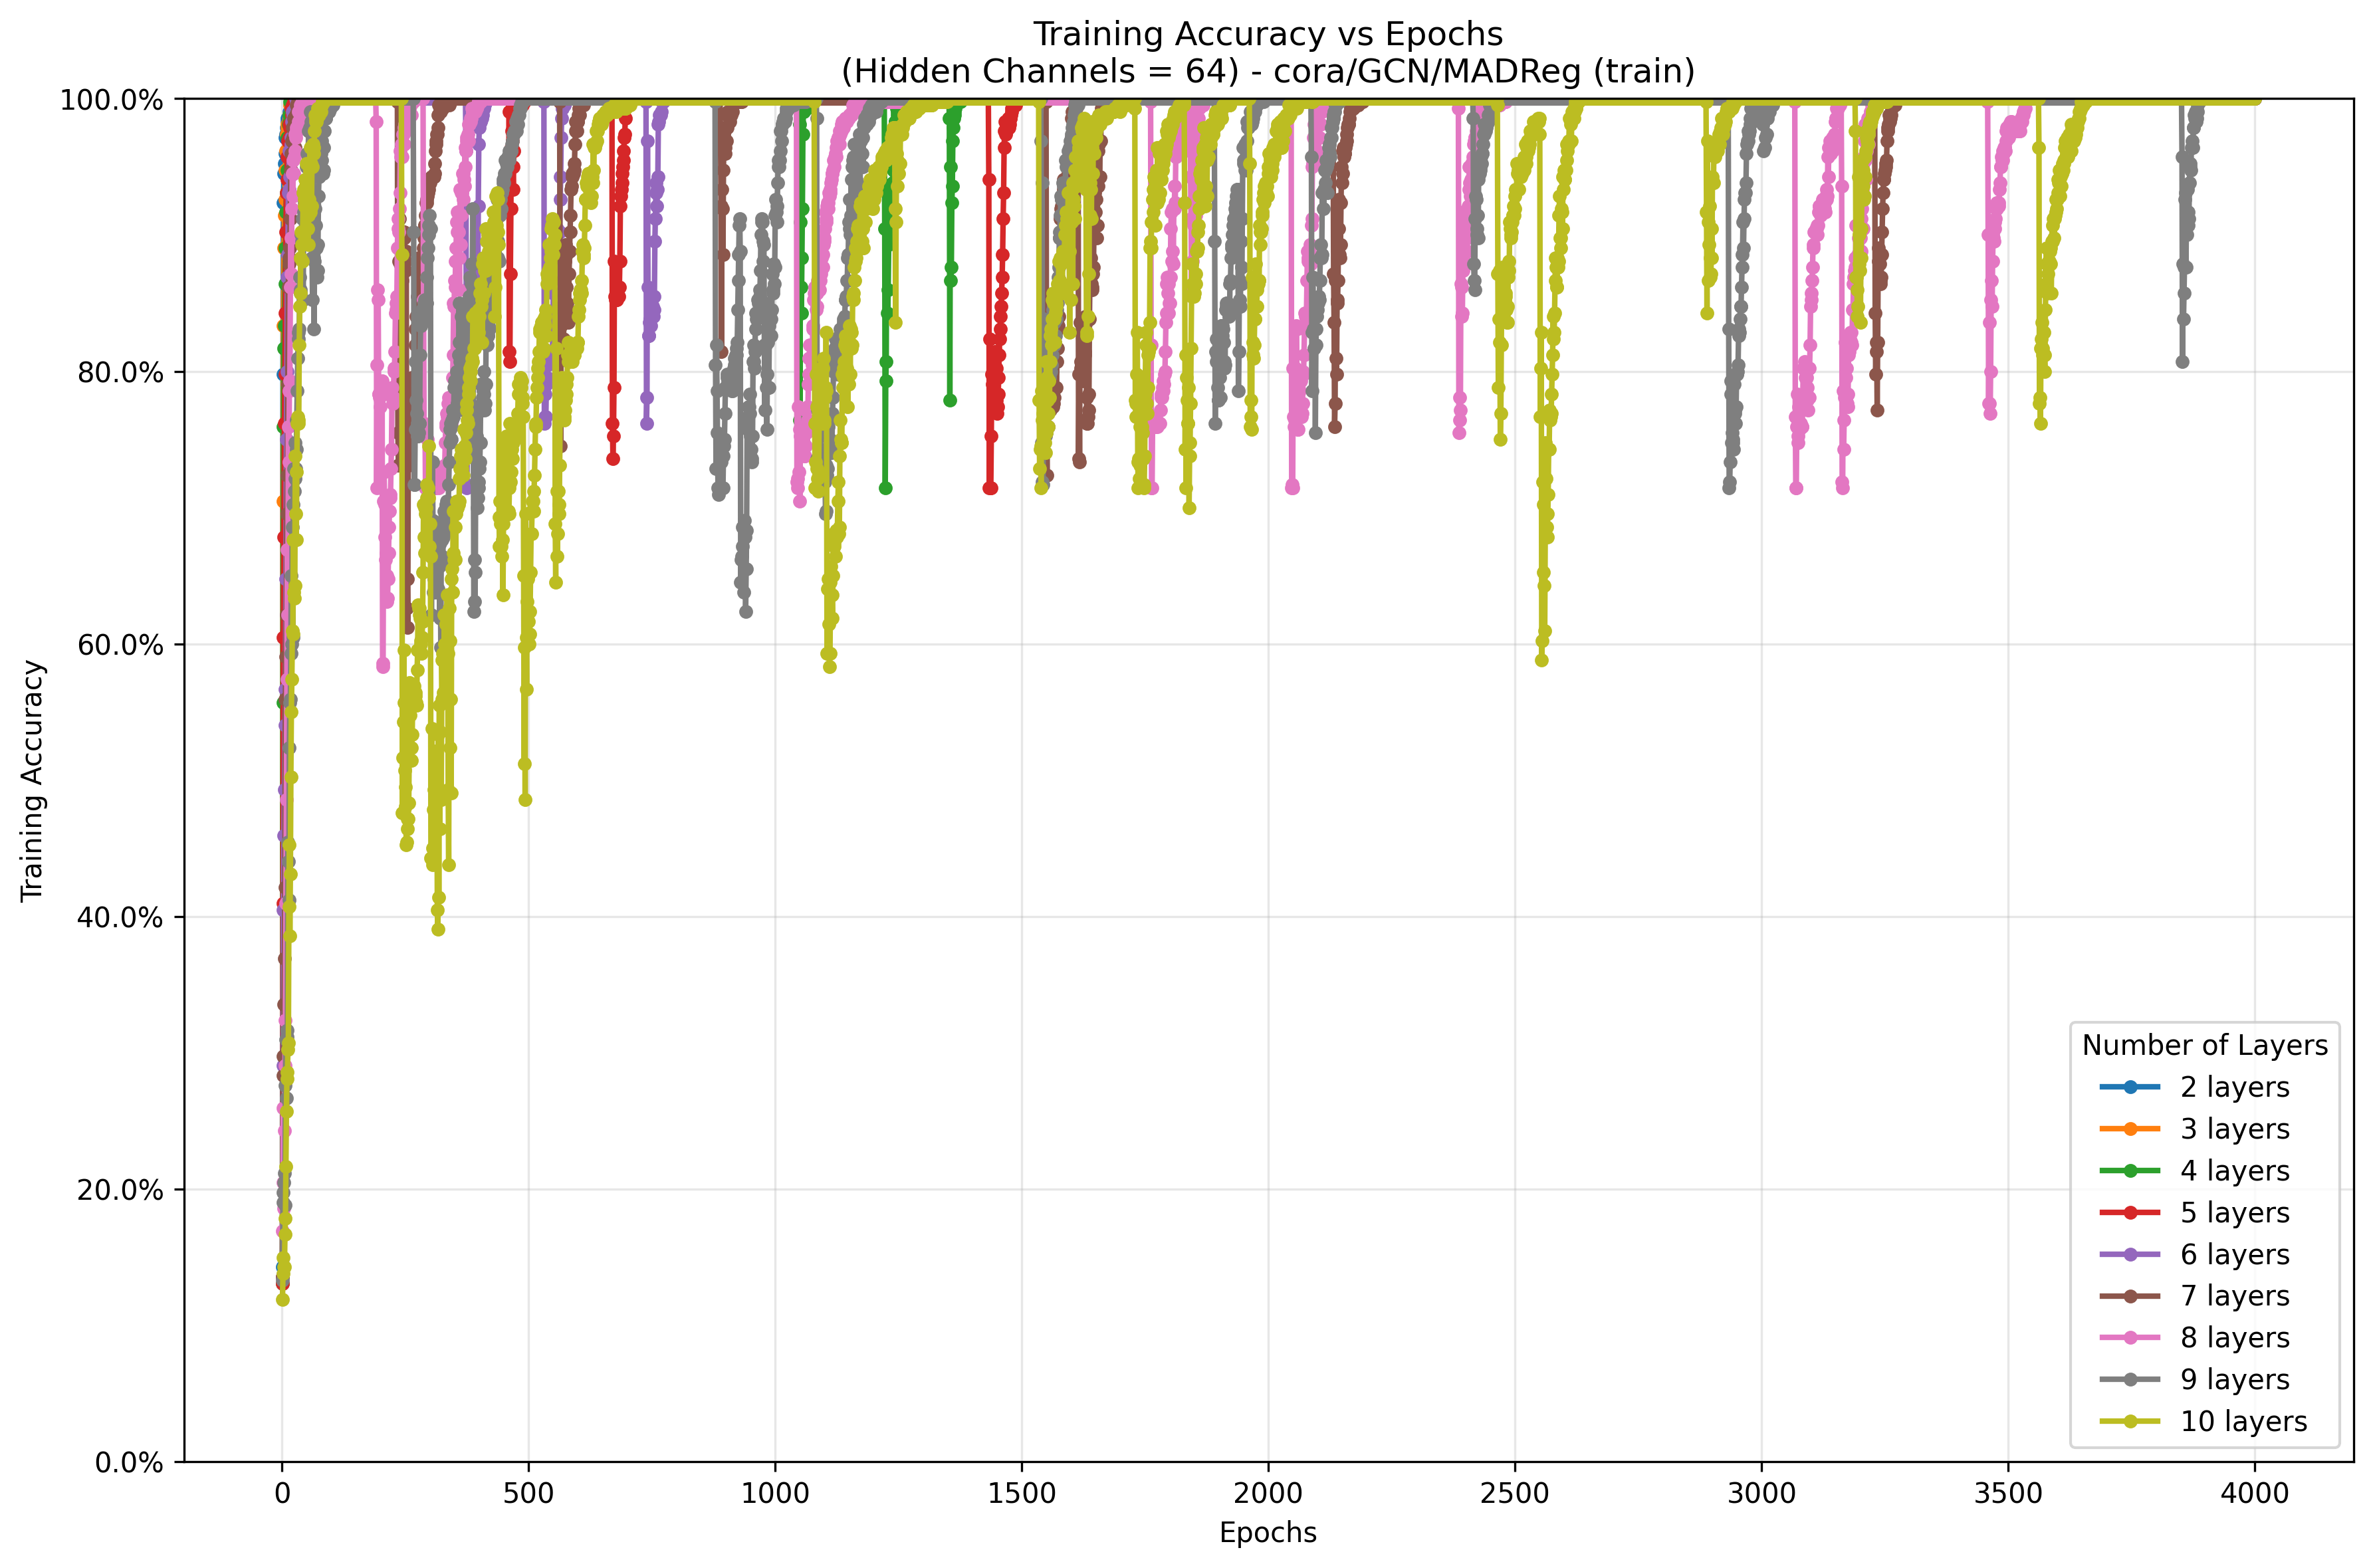 Training Accuracy vs Epochs
(Hidden Channels = 64) - cora/GCN/MADReg (train)
100.0%
80.0%
60.0%
40.0%
20.0%
0.0%
Training Accuracy
0 500 1000 1500 2000 2500 3000 3500 4000
Epochs
Number of Layers
2 layers
3 layers
4 layers
5 layers
6 layers
7 layers
8 layers
9 layers
10 layers